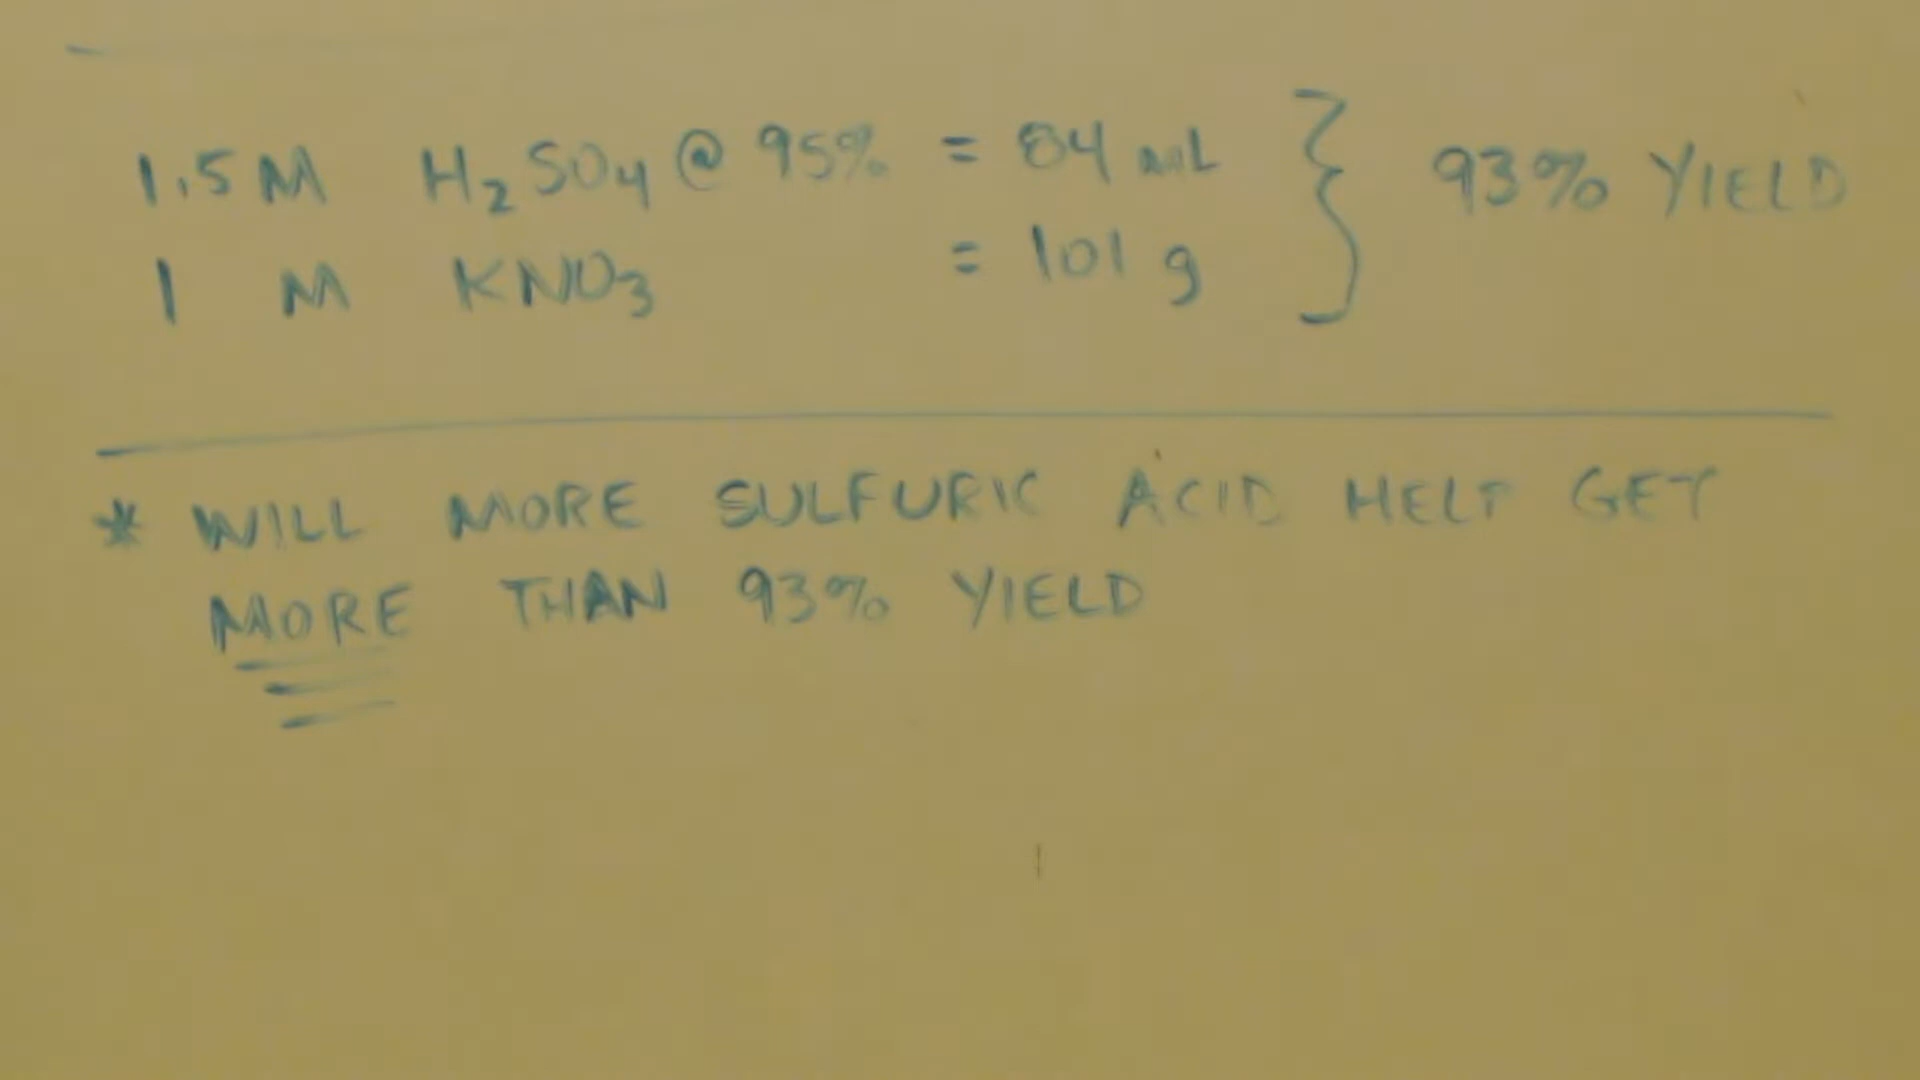 1.5 M H₂SO₄ @ 95% = 84 mL } 93% YIELD
1 M KNO₃ = 101 g
* WILL MORE SULFURIC ACID HELP GET
MORE THAN 93% YIELD